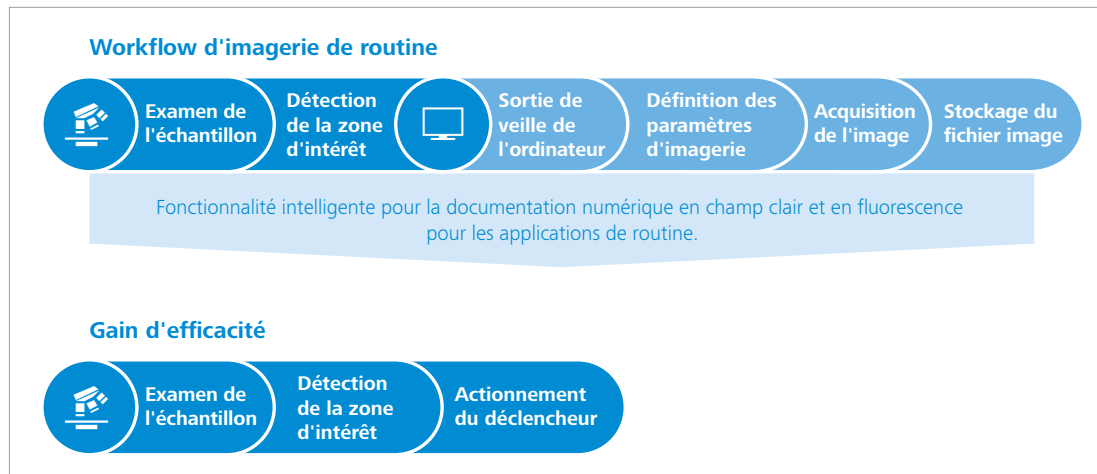 Workflow d'imagerie de routine
Examen de
l'échantillon
Détection
de la zone
d'intérêt
Sortie de
veille de
l'ordinateur
Définition des
paramètres
d'imagerie
Acquisition
de l'image
Stockage du
fichier image
Fonctionnalité intelligente pour la documentation numérique en champ clair et en fluorescence
pour les applications de routine.
Gain d'efficacité
Examen de
l'échantillon
Détection
de la zone
d'intérêt
Actionnement
du déclencheur